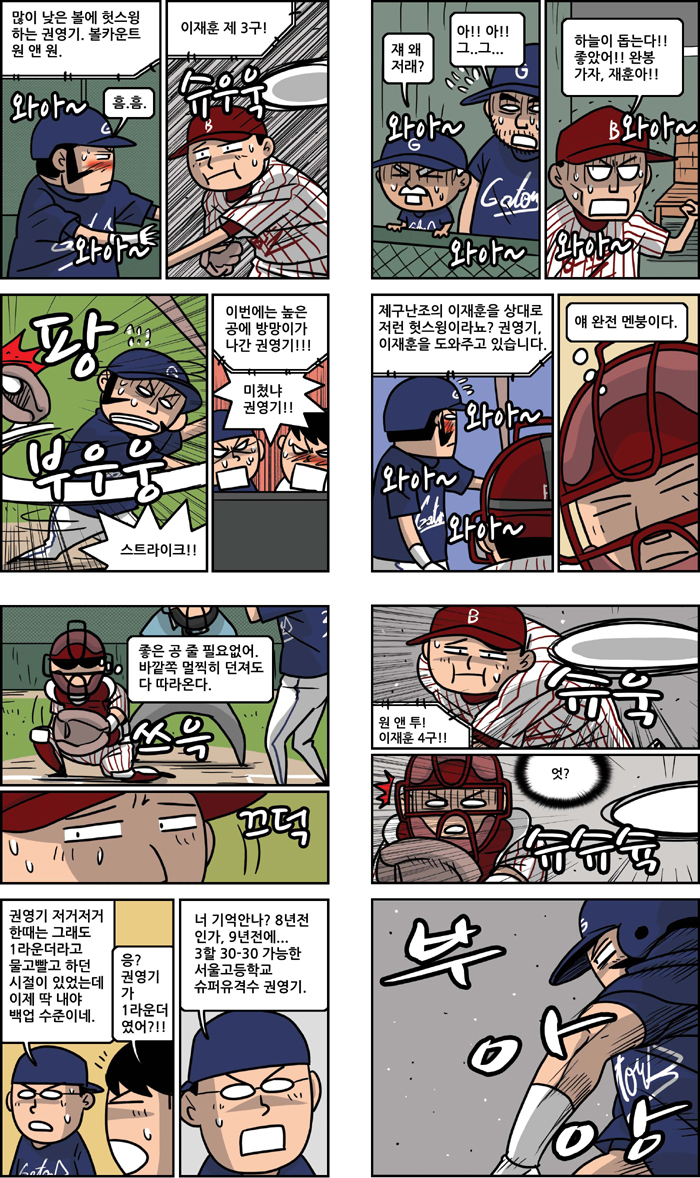 많이 낮은 볼에 헛스윙
하는 권영기. 볼카운트
원 앤 원.
와아~
흠.흠.
G
와아~
이재훈 제 3구!
슈우욱
B
팡
G
부우웅
스트라이크!!
이번에는 높은
공에 방망이가
나간 권영기!!!
미쳤냐
권영기!!
쟤 왜
저래?
아!! 아!!
그..그...
G
와아~
G
Gators
와아~
하늘이 돕는다!!
좋았어!! 완봉
가자, 재훈아!!
B
와아~
와아~
제구난조의 이재훈을 상대로
저런 헛스윙이라뇨? 권영기,
이재훈을 도와주고 있습니다.
G
와아~
와아~
와아~
얘 완전 멘붕이다.
좋은 공 줄 필요없어.
바깥쪽 멀찍히 던져도
다 따라온다.
쓰윽
끄덕
권영기 저거저거
한때는 그래도
1라운더라고
물고빨고 하던
시절이 있었는데
이제 딱 내야
백업 수준이네.
응?
권영기
가
1라운더
였어?!!
너 기억안나? 8년전
인가, 9년전에...
3할 30-30 가능한
서울고등학교
슈퍼유격수 권영기.
B
슈욱
원 앤 투!
이재훈 4구!!
엇?
슈슈슉
부
아
앙